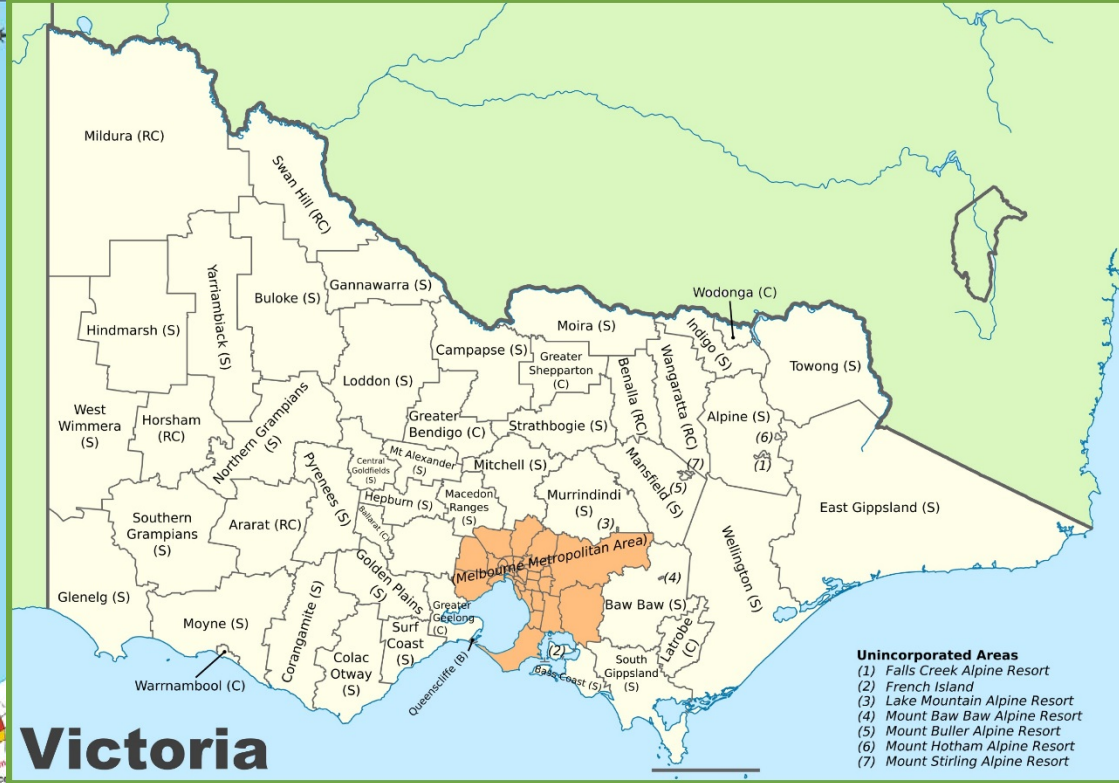 Mildura (RC)
Swan Hill (RC)
Gannawarra (S)
Wodonga (C)
Yarriambiack (S)
Buloke (S)
Moira (S)
Indigo (S)
Hindmarsh (S)
Campapse (S)
Greater
Shepparton
(C)
Benalla (RC)
Wangaratta (RC)
Towong (S)
Loddon (S)
West
Wimmera
(S)
Horsham
(RC)
Northern Grampians
(S)
Greater
Bendigo (C)
Strathbogie (S)
Alpine (S)
(6)
(1)
Pyrenees (S)
Central
Goldfields
(S)
Mt Alexander
(S)
Mitchell (S)
Mansfield (S)
(7)
(5)
Hepburn (S)
Macedon
Ranges
(S)
Murrindindi
(S)
(3)
Southern
Grampians
(S)
Ararat (RC)
Ballarat (C)
East Gippsland (S)
Wellington (S)
(Melbourne Metropolitan Area)
Golden Plains
(S)
(4)
Glenelg (S)
Moyne (S)
Corangamite (S)
Greater
Geelong
(C)
Baw Baw (S)
Latrobe
(C)
Surf
Coast
(S)
Colac
Otway
(S)
Queenscliffe (B)
(2)
Bass Coast (S)
South
Gippsland
(S)
Warrnambool (C)
Unincorporated Areas
(1) Falls Creek Alpine Resort
(2) French Island
(3) Lake Mountain Alpine Resort
(4) Mount Baw Baw Alpine Resort
(5) Mount Buller Alpine Resort
(6) Mount Hotham Alpine Resort
(7) Mount Stirling Alpine Resort
Victoria